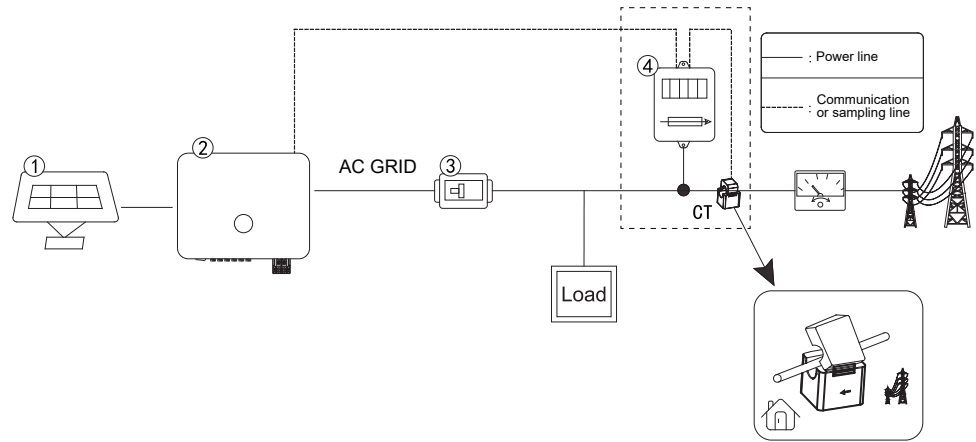 : Power line
: Communication
or sampling line
④
②
①
AC GRID
③
CT
Load